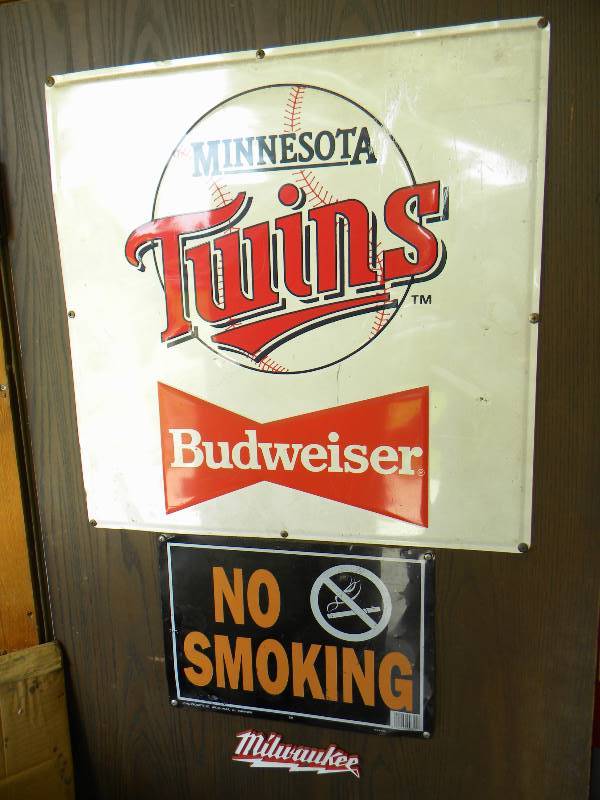 MINNESOTA
Twins
TM
Budweiser®
NO
SMOKING
Milwaukee